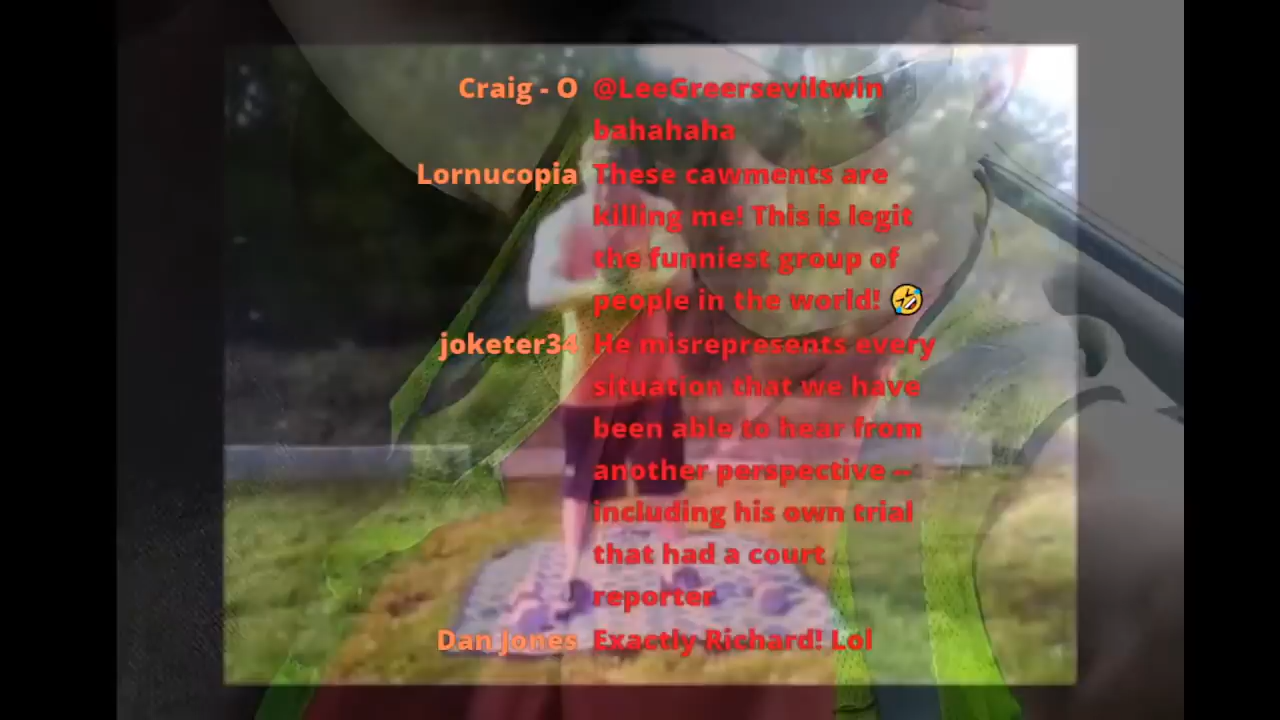 Craig - O @LeeGreerseviltwin
bahahaha
Lornucopia These cawments are
killing me! This is legit
the funniest group of
people in the world! 🤣
joketer34 He misrepresents every
situation that we have
been able to hear from
another perspective --
including his own trial
that had a court
reporter
Dan Jones Exactly Richard! Lol